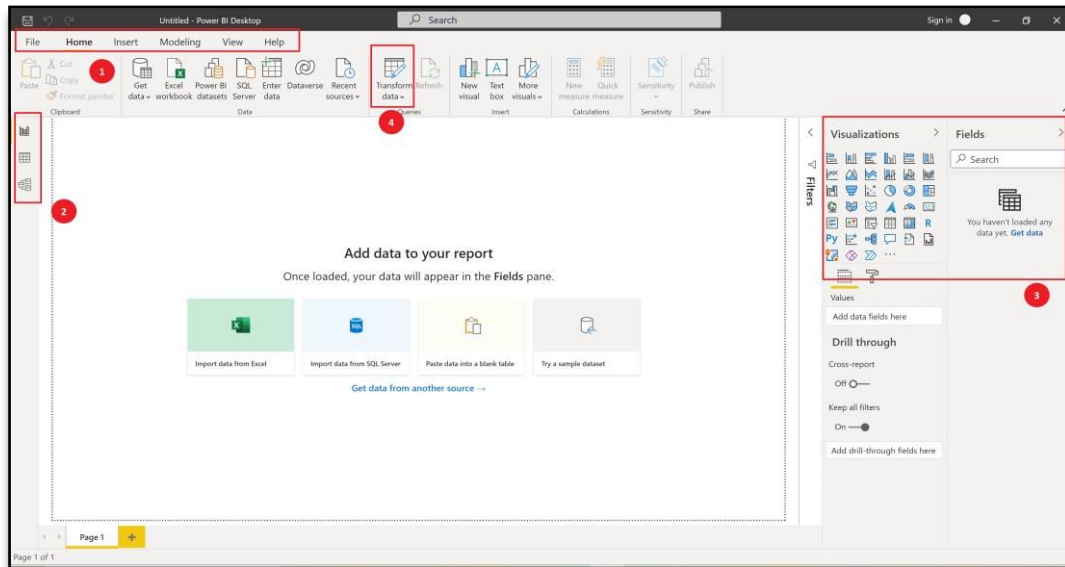 Untitled - Power BI Desktop
Search
Sign in
File Home Insert Modeling View Help
1
Paste
Cut
Copy
Format painter
Clipboard
Get data
Excel workbook
Power BI datasets
SQL Server
Enter data
Dataverse
Recent sources
Data
Transform data
Refresh
Queries
4
New visual
Text box
More visuals
Insert
New measure
Quick measure
Calculations
Sensitivity
Sensitivity
Publish
Share
2
Add data to your report
Once loaded, your data will appear in the Fields pane.
SQL
Import data from Excel
Import data from SQL Server
Paste data into a blank table
Try a sample dataset
Get data from another source →
Filters
Visualizations
R
Py
Values
Add data fields here
Drill through
Cross-report
Off
Keep all filters
On
Add drill-through fields here
Fields
Search
You haven't loaded any
data yet. Get data
3
Page 1
Page 1 of 1